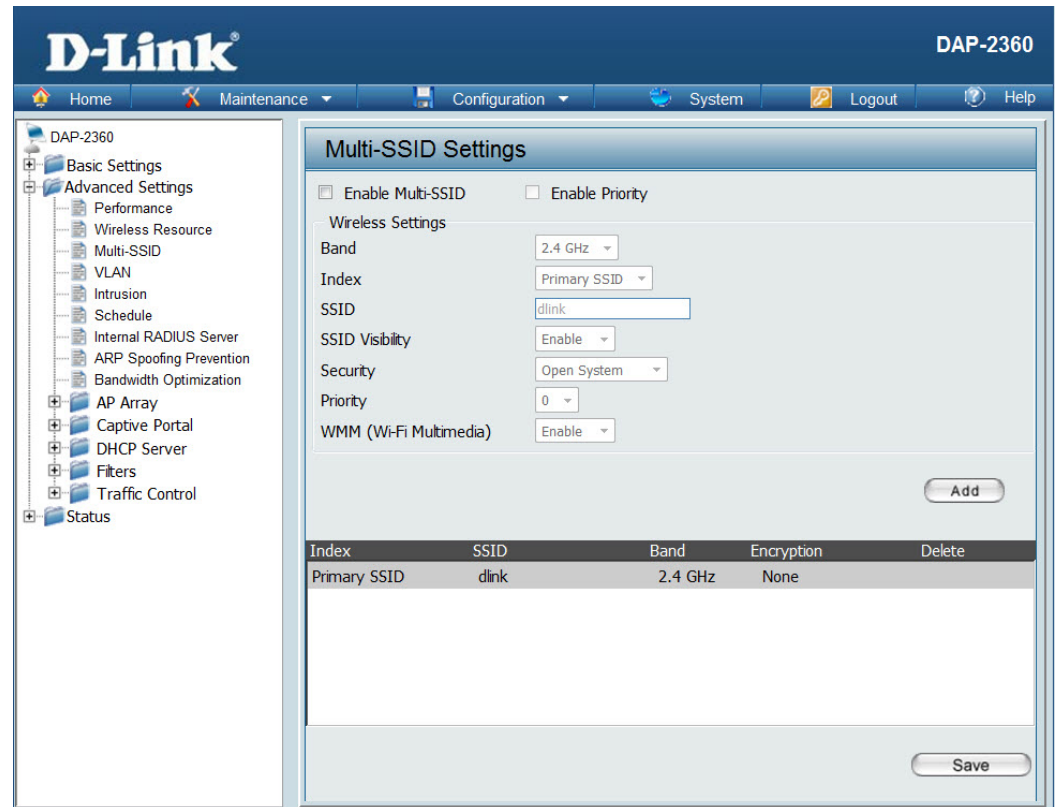 D-Link®
DAP-2360
Home Maintenance Configuration System Logout Help
DAP-2360
Basic Settings
Advanced Settings
Performance
Wireless Resource
Multi-SSID
VLAN
Intrusion
Schedule
Internal RADIUS Server
ARP Spoofing Prevention
Bandwidth Optimization
AP Array
Captive Portal
DHCP Server
Filters
Traffic Control
Status
Multi-SSID Settings
Enable Multi-SSID Enable Priority
Wireless Settings
Band 2.4 GHz
Index Primary SSID
SSID dlink
SSID Visibility Enable
Security Open System
Priority 0
WMM (Wi-Fi Multimedia) Enable
Add
Index SSID Band Encryption Delete
Primary SSID dlink 2.4 GHz None
Save